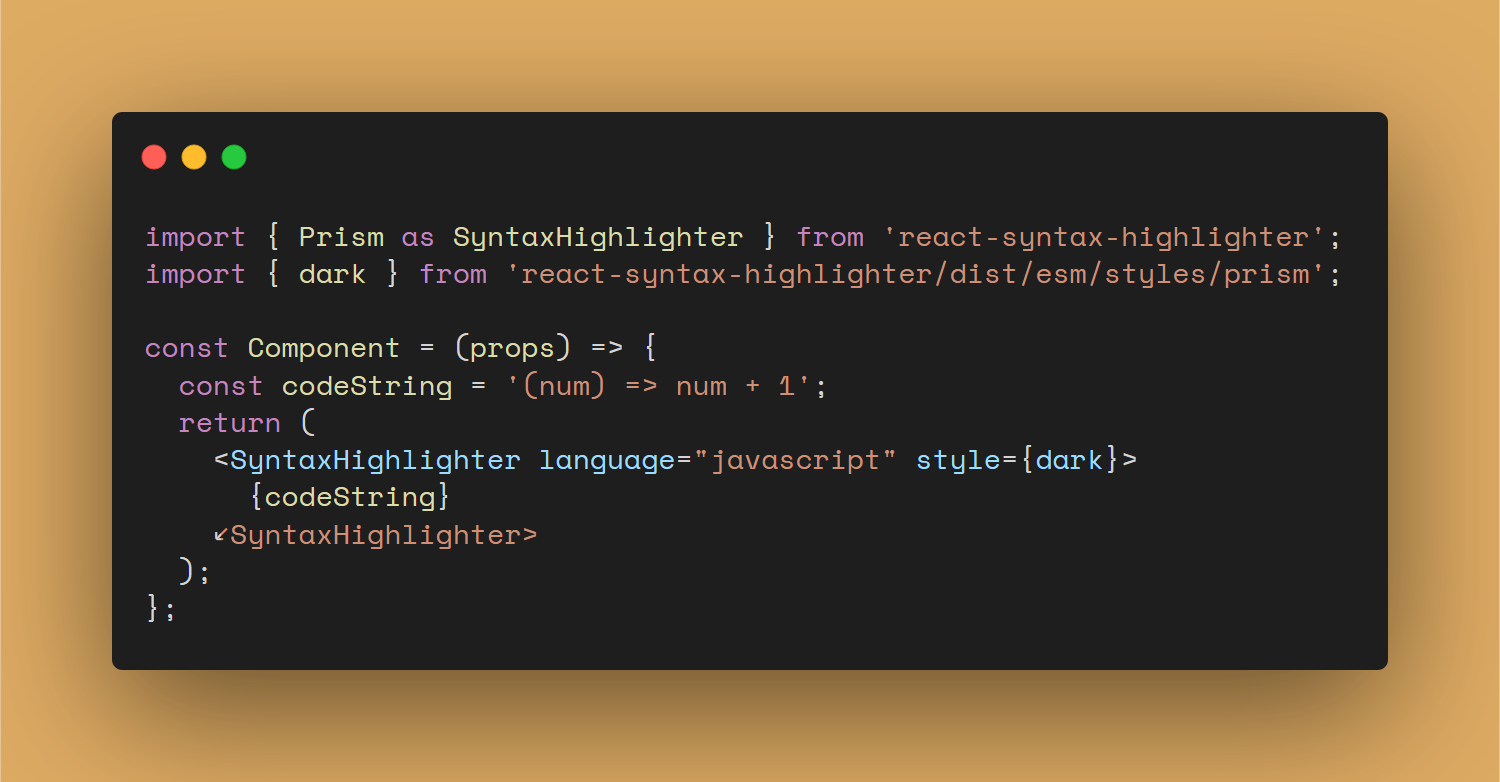 import { Prism as SyntaxHighlighter } from 'react-syntax-highlighter';
import { dark } from 'react-syntax-highlighter/dist/esm/styles/prism';

const Component = (props) => {
  const codeString = '(num) => num + 1';
  return (
    <SyntaxHighlighter language="javascript" style={dark}>
      {codeString}
    ↙SyntaxHighlighter>
  );
};